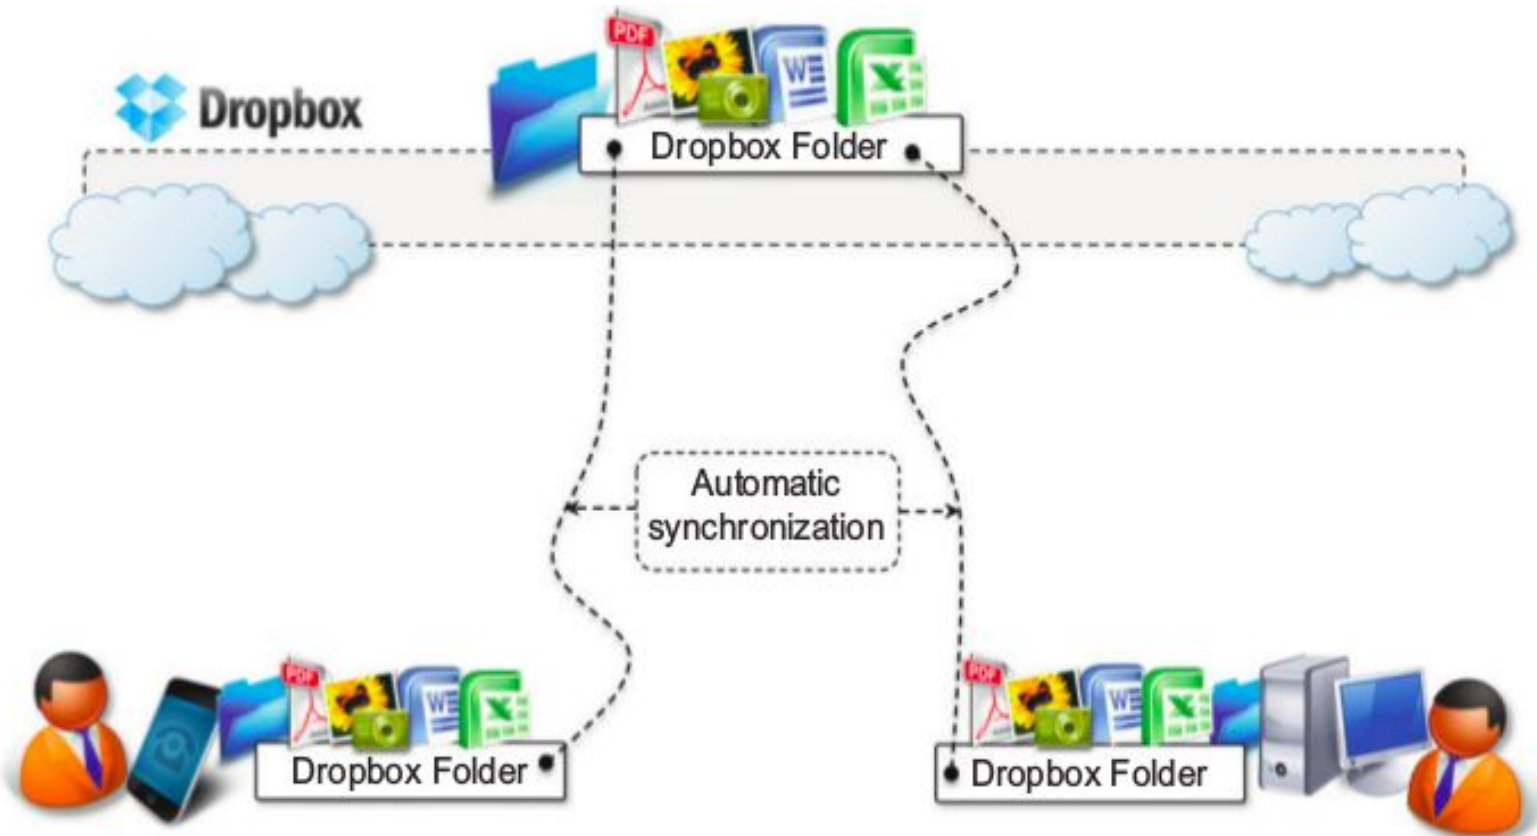 PDF
W
X
Dropbox
Dropbox Folder
Automatic
synchronization
PDF
W
X
Dropbox Folder
PDF
W
X
Dropbox Folder